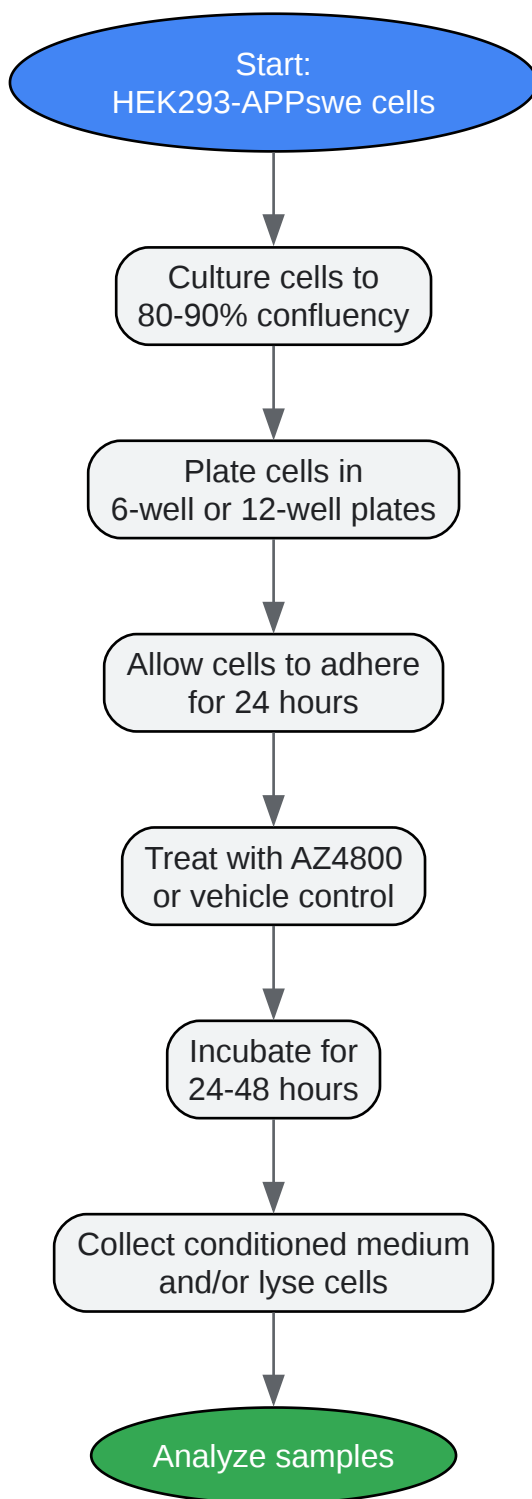 Start:
HEK293-APPswe cells
Culture cells to
80-90% confluency
Plate cells in
6-well or 12-well plates
Allow cells to adhere
for 24 hours
Treat with AZ4800
or vehicle control
Incubate for
24-48 hours
Collect conditioned medium
and/or lyse cells
Analyze samples